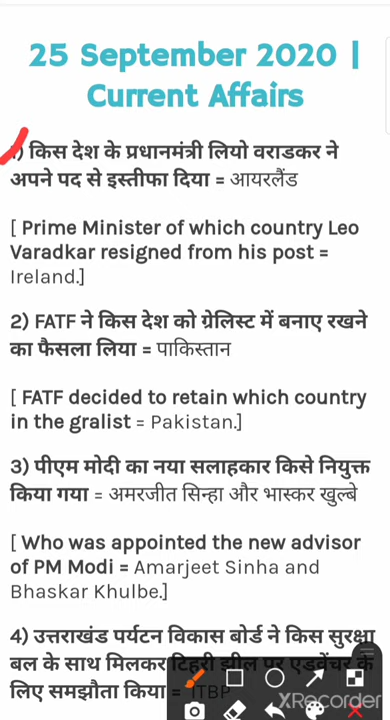 25 September 2020 |
Current Affairs
1) किस देश के प्रधानमंत्री लियो वराडकर ने
अपने पद से इस्तीफा दिया = आयरलैंड
[ Prime Minister of which country Leo
Varadkar resigned from his post =
Ireland.]
2) FATF ने किस देश को ग्रेलिस्ट में बनाए रखने
का फैसला लिया = पाकिस्तान
[ FATF decided to retain which country
in the gralist = Pakistan.]
3) पीएम मोदी का नया सलाहकार किसे नियुक्त
किया गया = अमरजीत सिन्हा और भास्कर खुल्बे
[ Who was appointed the new advisor
of PM Modi = Amarjeet Sinha and
Bhaskar Khulbe.]
4) उत्तराखंड पर्यटन विकास बोर्ड ने किस सुरक्षा
बल के साथ मिलकर टिहरी झील पर एडवेंचर के
लिए समझौता किया = ITBP
XRecorder